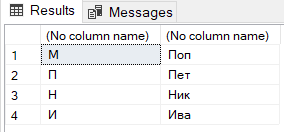 Results Messages
(No column name) (No column name)
1 М Поп
2 П Пет
3 Н Ник
4 И Ива